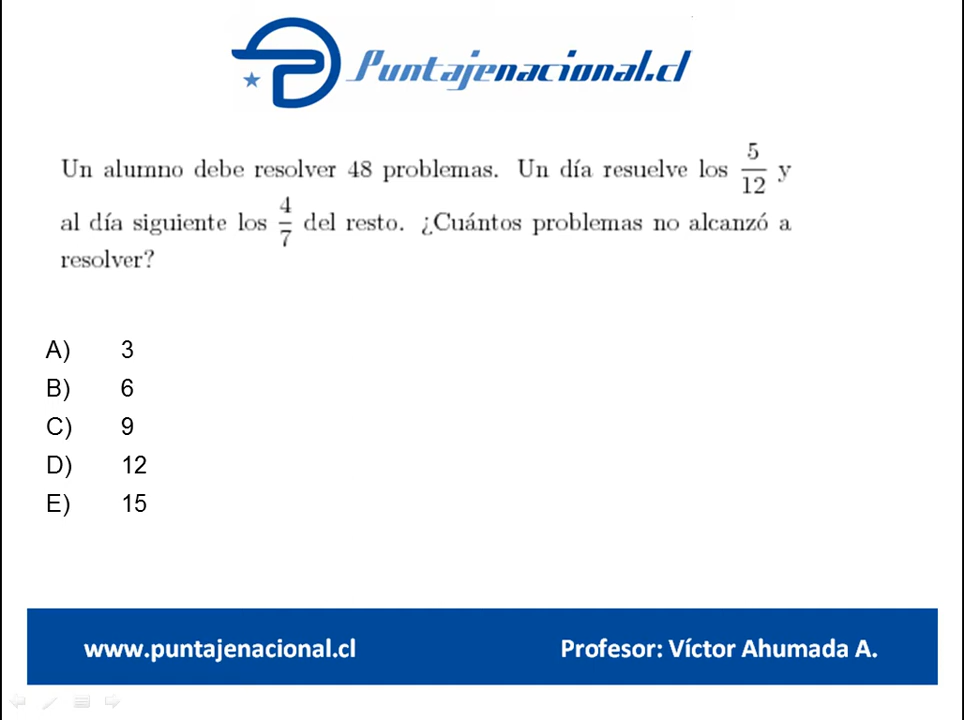 Puntajenacional.cl
Un alumno debe resolver 48 problemas. Un día resuelve los 5/12 y
al día siguiente los 4/7 del resto. ¿Cuántos problemas no alcanzó a
resolver?
A) 3
B) 6
C) 9
D) 12
E) 15
www.puntajenacional.cl Profesor: Víctor Ahumada A.